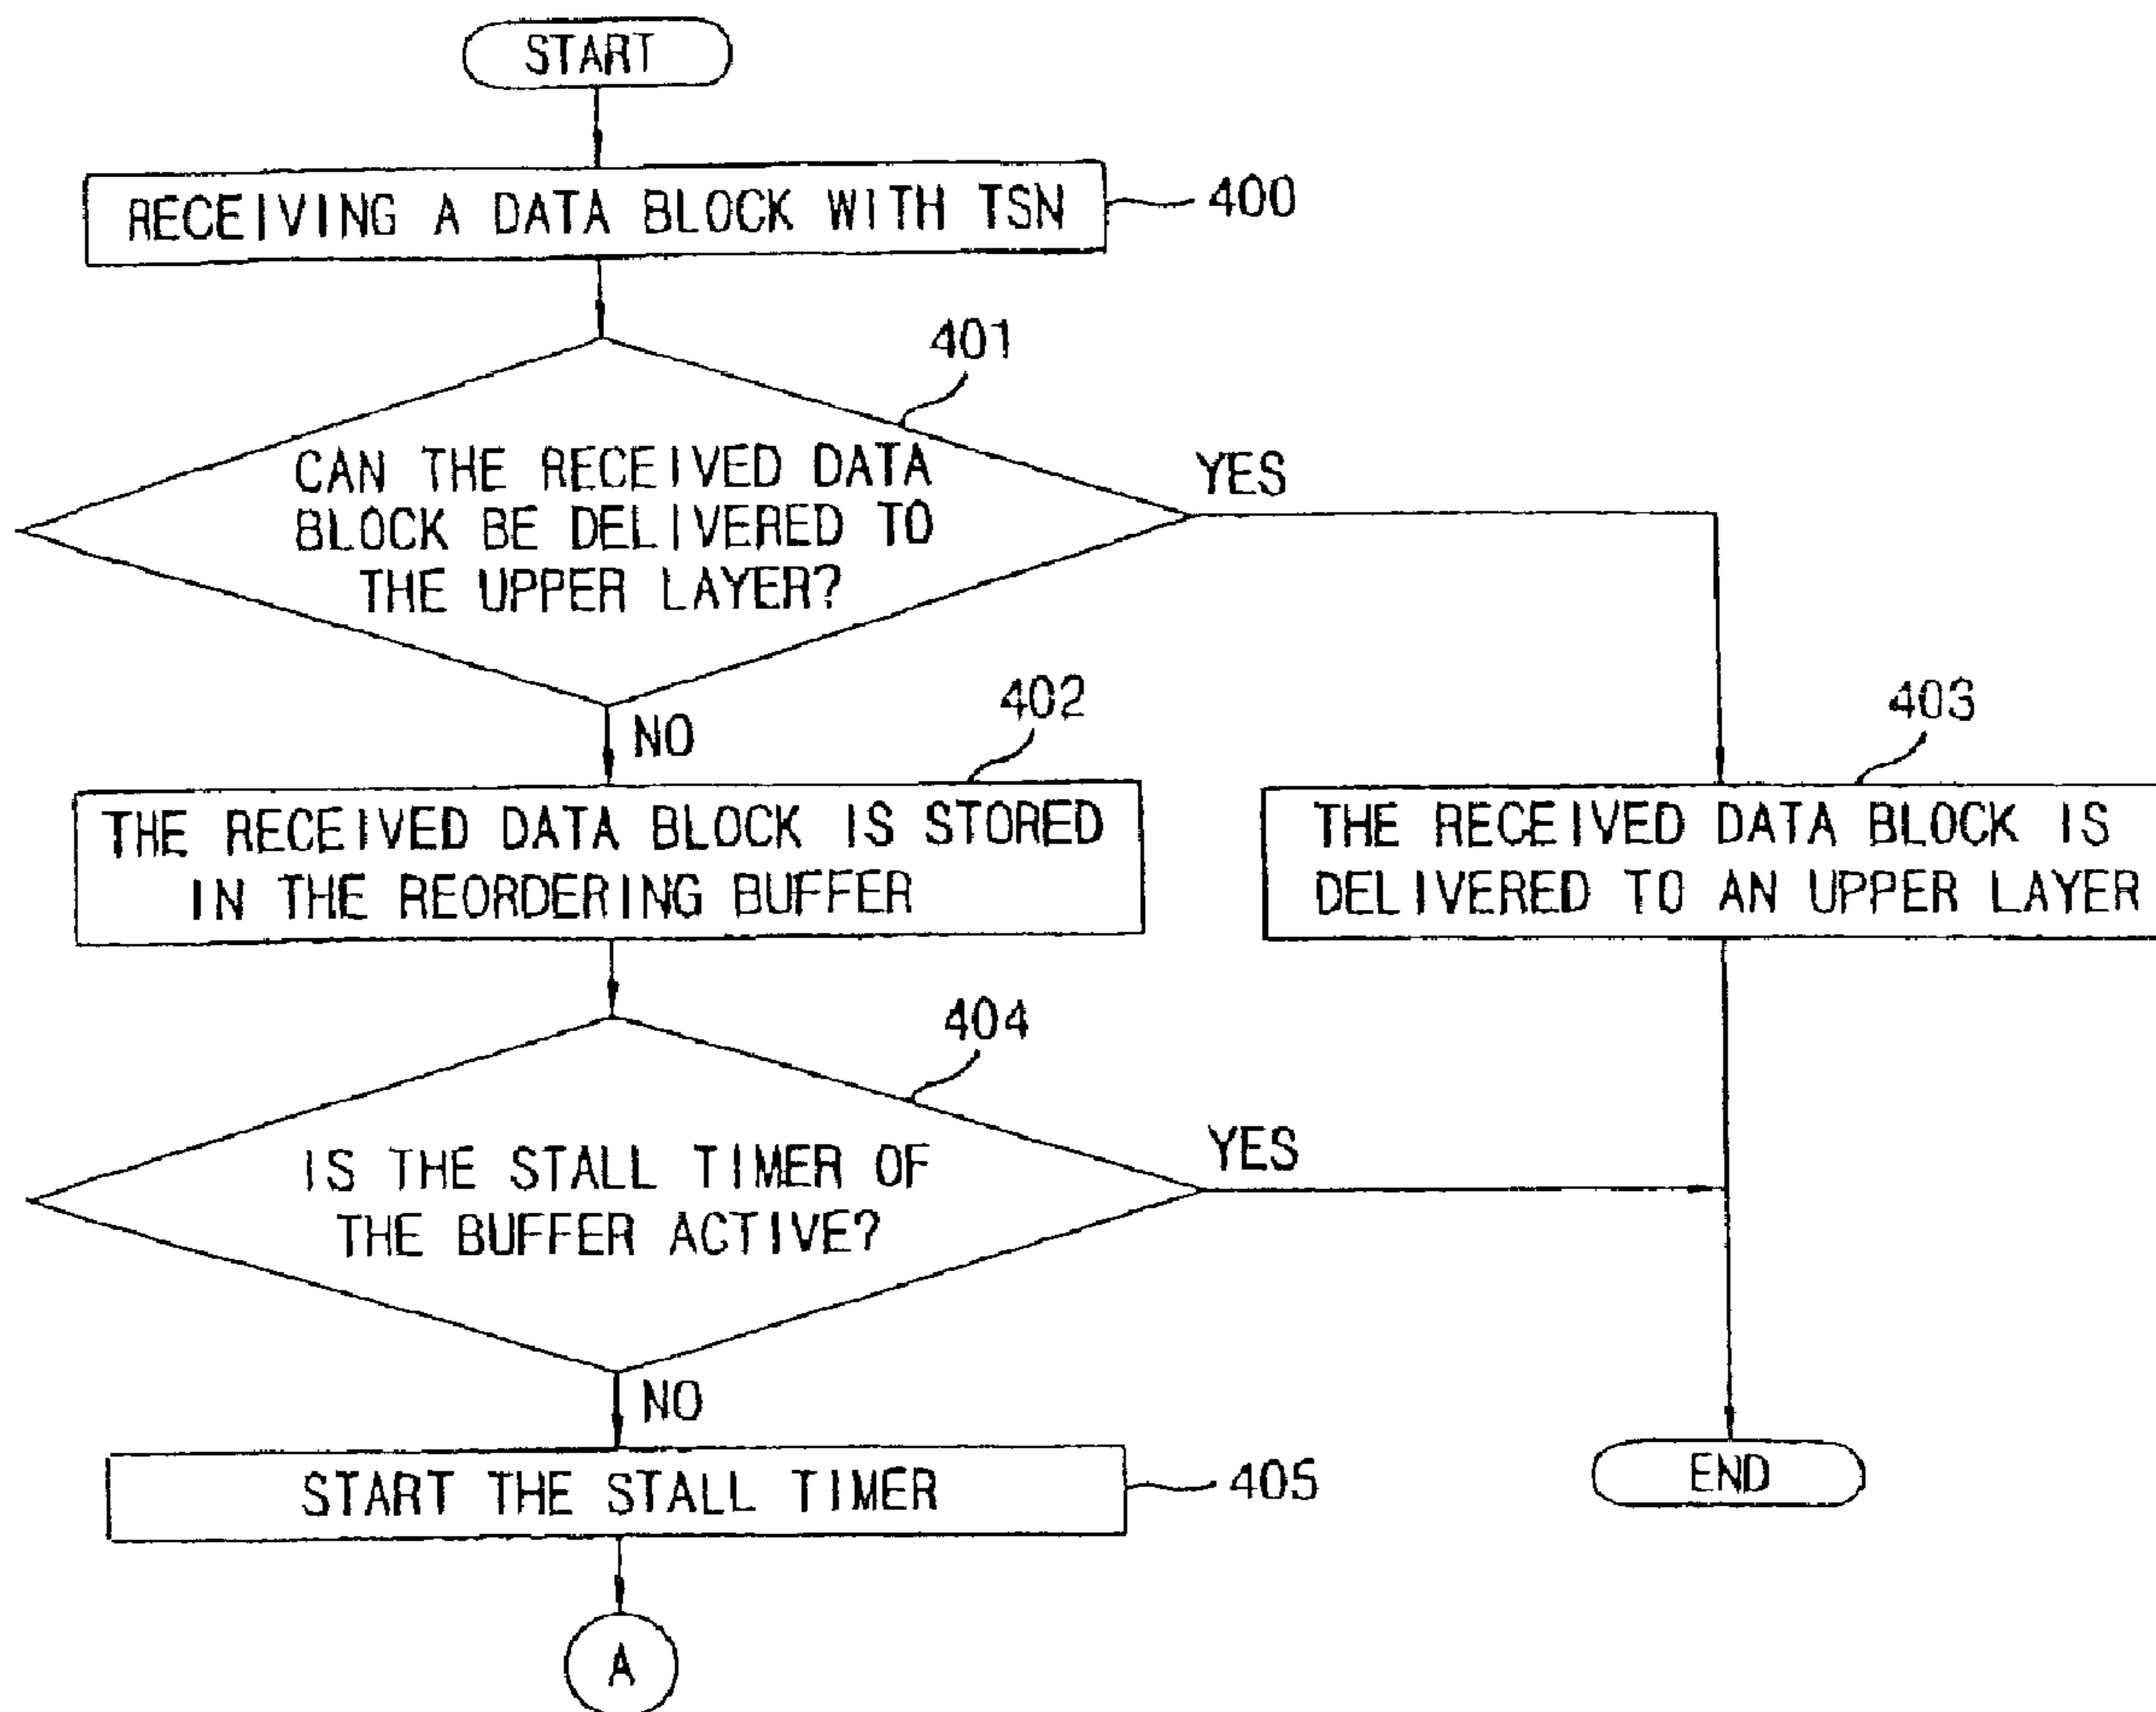 START
RECEIVING A DATA BLOCK WITH TSN
400
401
CAN THE RECEIVED DATA
BLOCK BE DELIVERED TO
THE UPPER LAYER?
YES
NO
402
403
THE RECEIVED DATA BLOCK IS STORED
IN THE REORDERING BUFFER
THE RECEIVED DATA BLOCK IS
DELIVERED TO AN UPPER LAYER
404
IS THE STALL TIMER OF
THE BUFFER ACTIVE?
YES
NO
START THE STALL TIMER
405
END
A